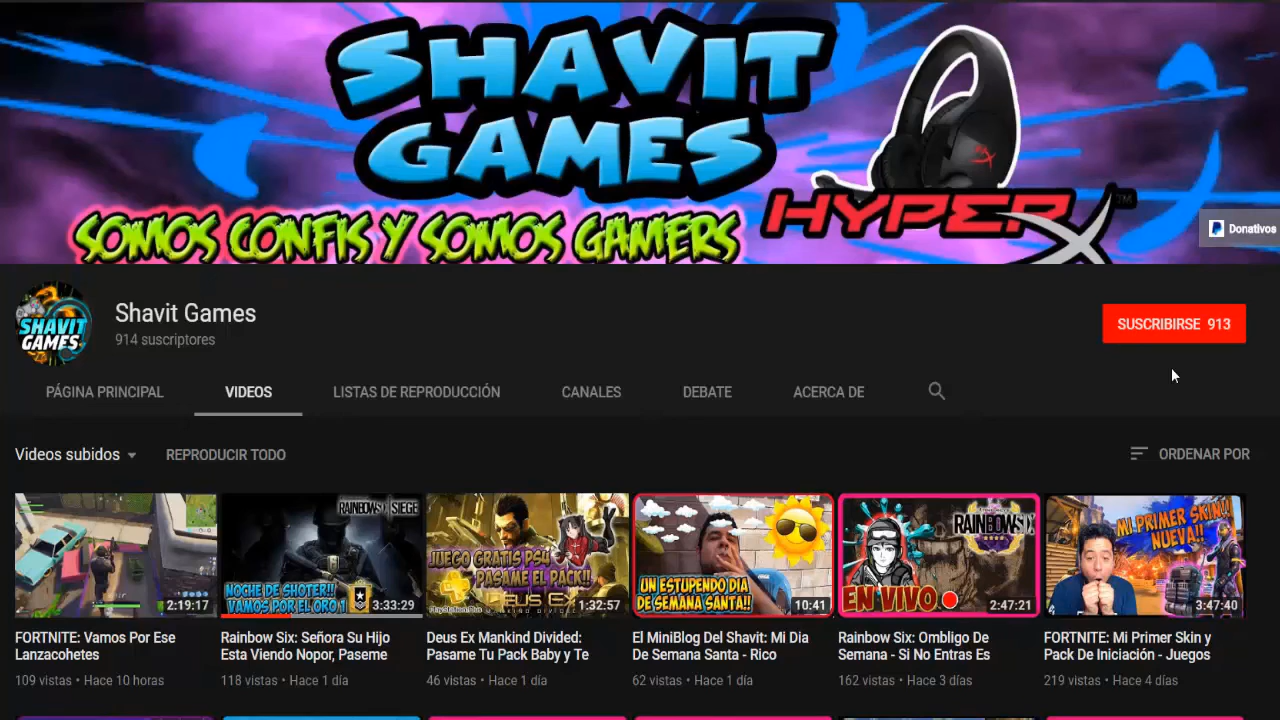 SHAVIT
GAMES
SOMOS CONFIS Y SOMOS GAMERS
HYPERX™
Donativos
SHAVIT
GAMES
Shavit Games
914 suscriptores
SUSCRIBIRSE 913
PÁGINA PRINCIPAL VIDEOS LISTAS DE REPRODUCCIÓN CANALES DEBATE ACERCA DE
Videos subidos REPRODUCIR TODO ORDENAR POR
2:19:17
RAINBOW SIX SIEGE
NOCHE DE SHOTER!!
VAMOS POR EL ORO 1
3:33:29
JUEGO GRATIS PS4
PASAME EL PACK!!
1:32:57
UN ESTUPENDO DIA
DE SEMANA SANTA!!
10:41
EN VIVO
2:47:21
MI PRIMER SKIN!!
NUEVA!!
3:47:40
FORTNITE: Vamos Por Ese
Lanzacohetes
109 vistas • Hace 10 horas
Rainbow Six: Señora Su Hijo
Esta Viendo Nopor, Paseme
118 vistas • Hace 1 día
Deus Ex Mankind Divided:
Pasame Tu Pack Baby y Te
46 vistas • Hace 1 día
El MiniBlog Del Shavit: Mi Dia
De Semana Santa - Rico
62 vistas • Hace 1 día
Rainbow Six: Ombligo De
Semana - Si No Entras Es
162 vistas • Hace 3 días
FORTNITE: Mi Primer Skin y
Pack De Iniciación - Juegos
219 vistas • Hace 4 días